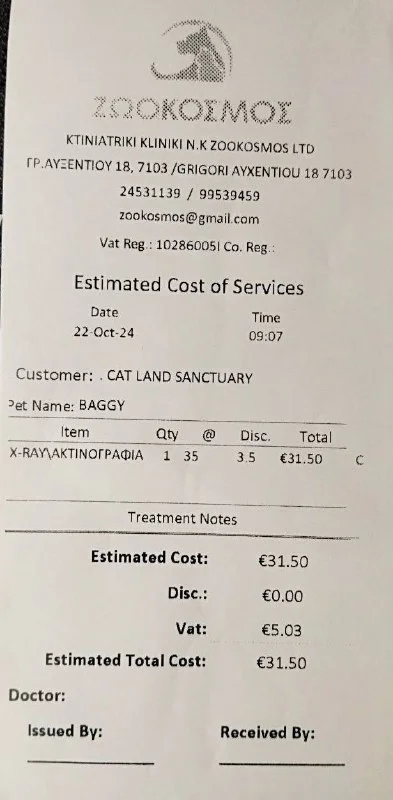 ΖΩΟΚΟΣΜΟΣ
KTINIATRIKI KLINIKI N.K ZOOKOSMOS LTD
ΓΡ.ΑΥΞΕΝΤΙΟΥ 18, 7103 /GRIGORI AYXENTIOU 18 7103
24531139 / 99539459
zookosmos@gmail.com
Vat Reg.: 10286005I Co. Reg.:
Estimated Cost of Services
Date Time
22-Oct-24 09:07
Customer: . CAT LAND SANCTUARY
Pet Name: BAGGY
Item Qty @ Disc. Total
X-RAY\ΑΚΤΙΝΟΓΡΑΦΙΑ 1 35 3.5 €31.50 C
Treatment Notes
Estimated Cost: €31.50
Disc.: €0.00
Vat: €5.03
Estimated Total Cost: €31.50
Doctor:
Issued By: Received By: